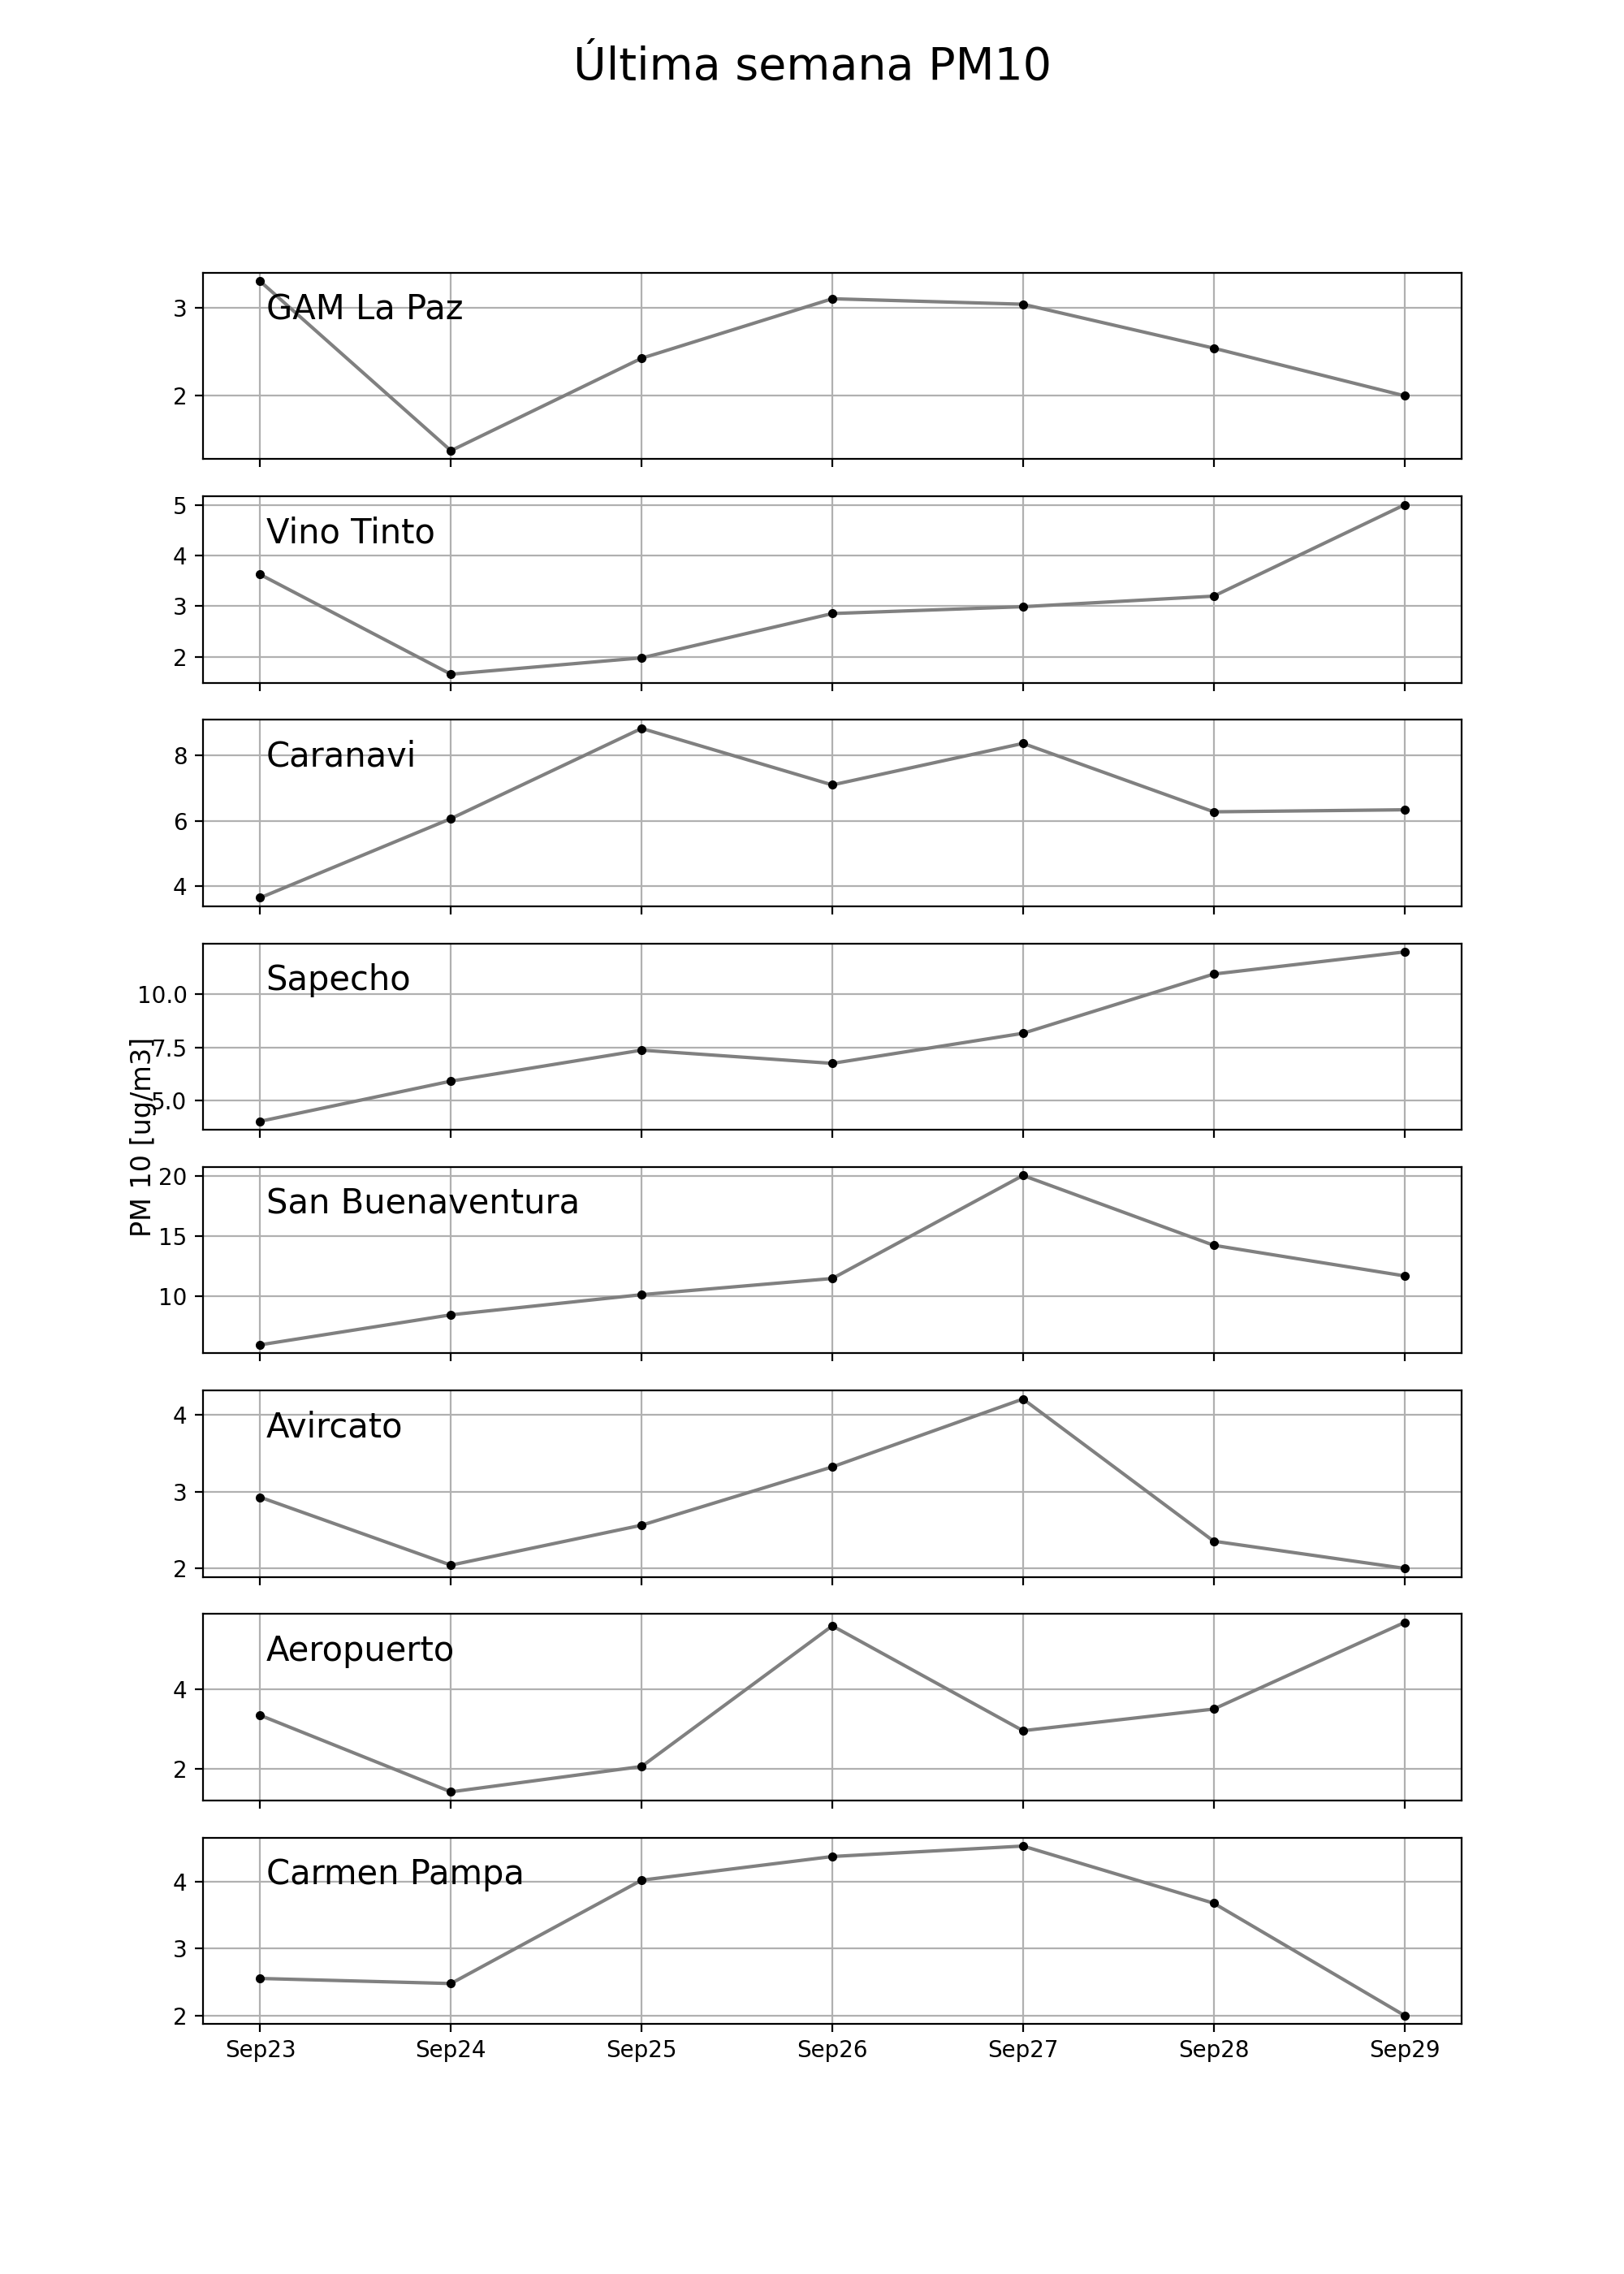 Última semana PM10
GAM La Paz
3
2
Vino Tinto
5
4
3
2
Caranavi
8
6
4
Sapecho
10.0
7.5
5.0
PM 10 [ug/m3]
San Buenaventura
20
15
10
Avircato
4
3
2
Aeropuerto
4
2
Carmen Pampa
4
3
2
Sep23 Sep24 Sep25 Sep26 Sep27 Sep28 Sep29